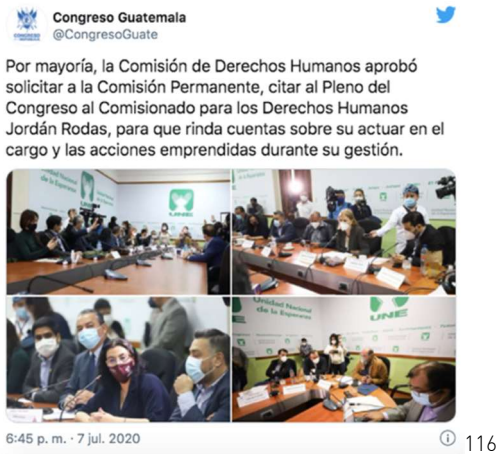 Congreso Guatemala
@CongresoGuate
Por mayoría, la Comisión de Derechos Humanos aprobó
solicitar a la Comisión Permanente, citar al Pleno del
Congreso al Comisionado para los Derechos Humanos
Jordán Rodas, para que rinda cuentas sobre su actuar en el
cargo y las acciones emprendidas durante su gestión.
de la Esperanza
UNE
Unidad Nacional
de la Esperanza
UNE
6:45 p. m. · 7 jul. 2020
116